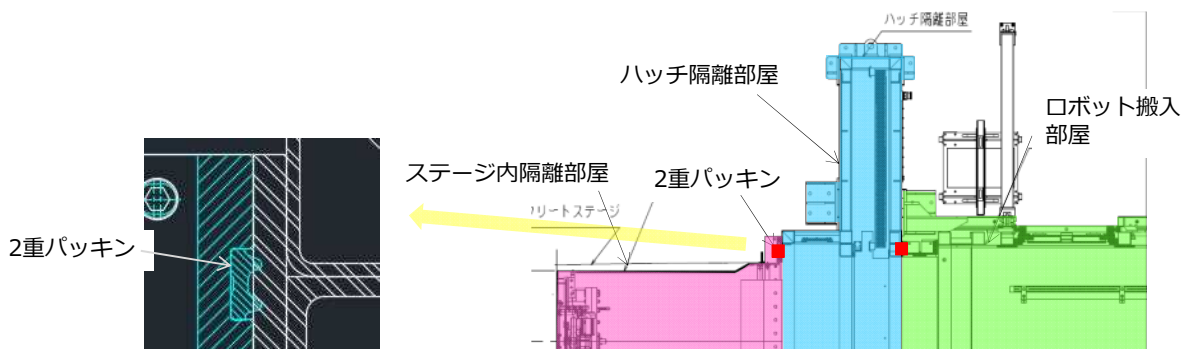 ハッチ隔離部屋
ハッチ隔離部屋
ロボット搬入
部屋
ステージ内隔離部屋
2重パッキン
リートステージ
2重パッキン